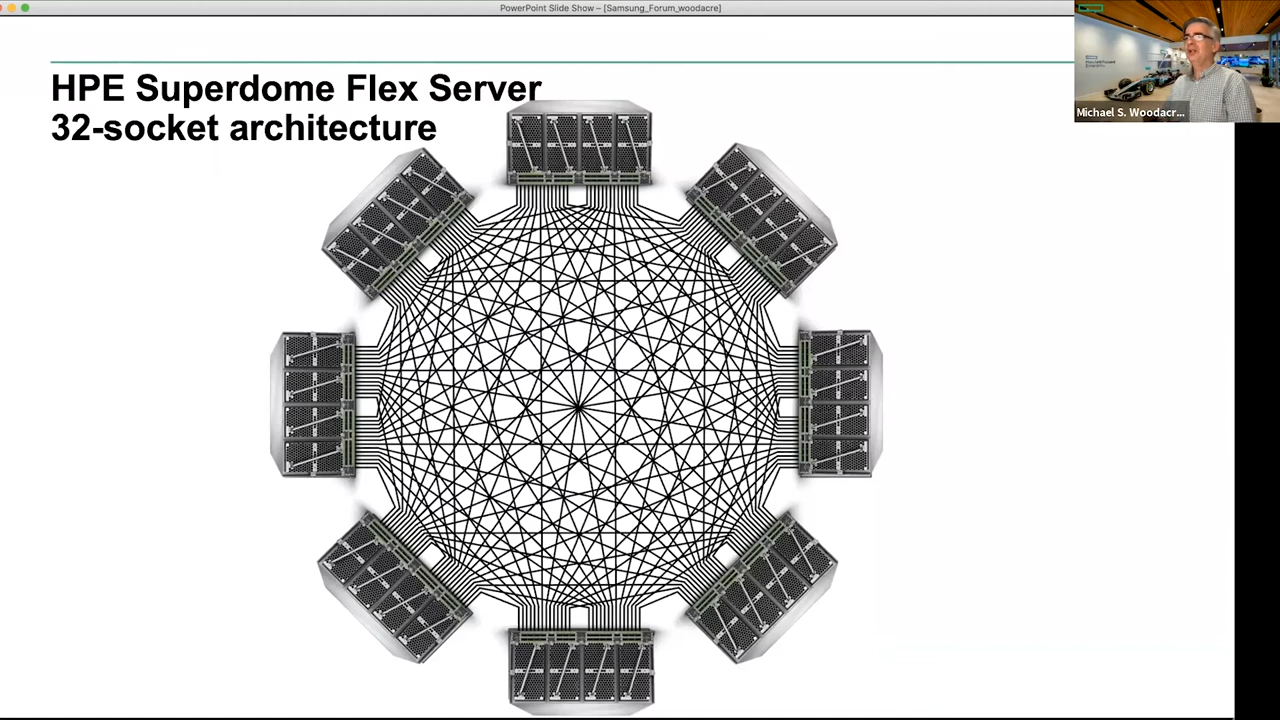 PowerPoint Slide Show – [Samsung_Forum_woodacre]
HPE Superdome Flex Server
32-socket architecture
Michael S. Woodacr...